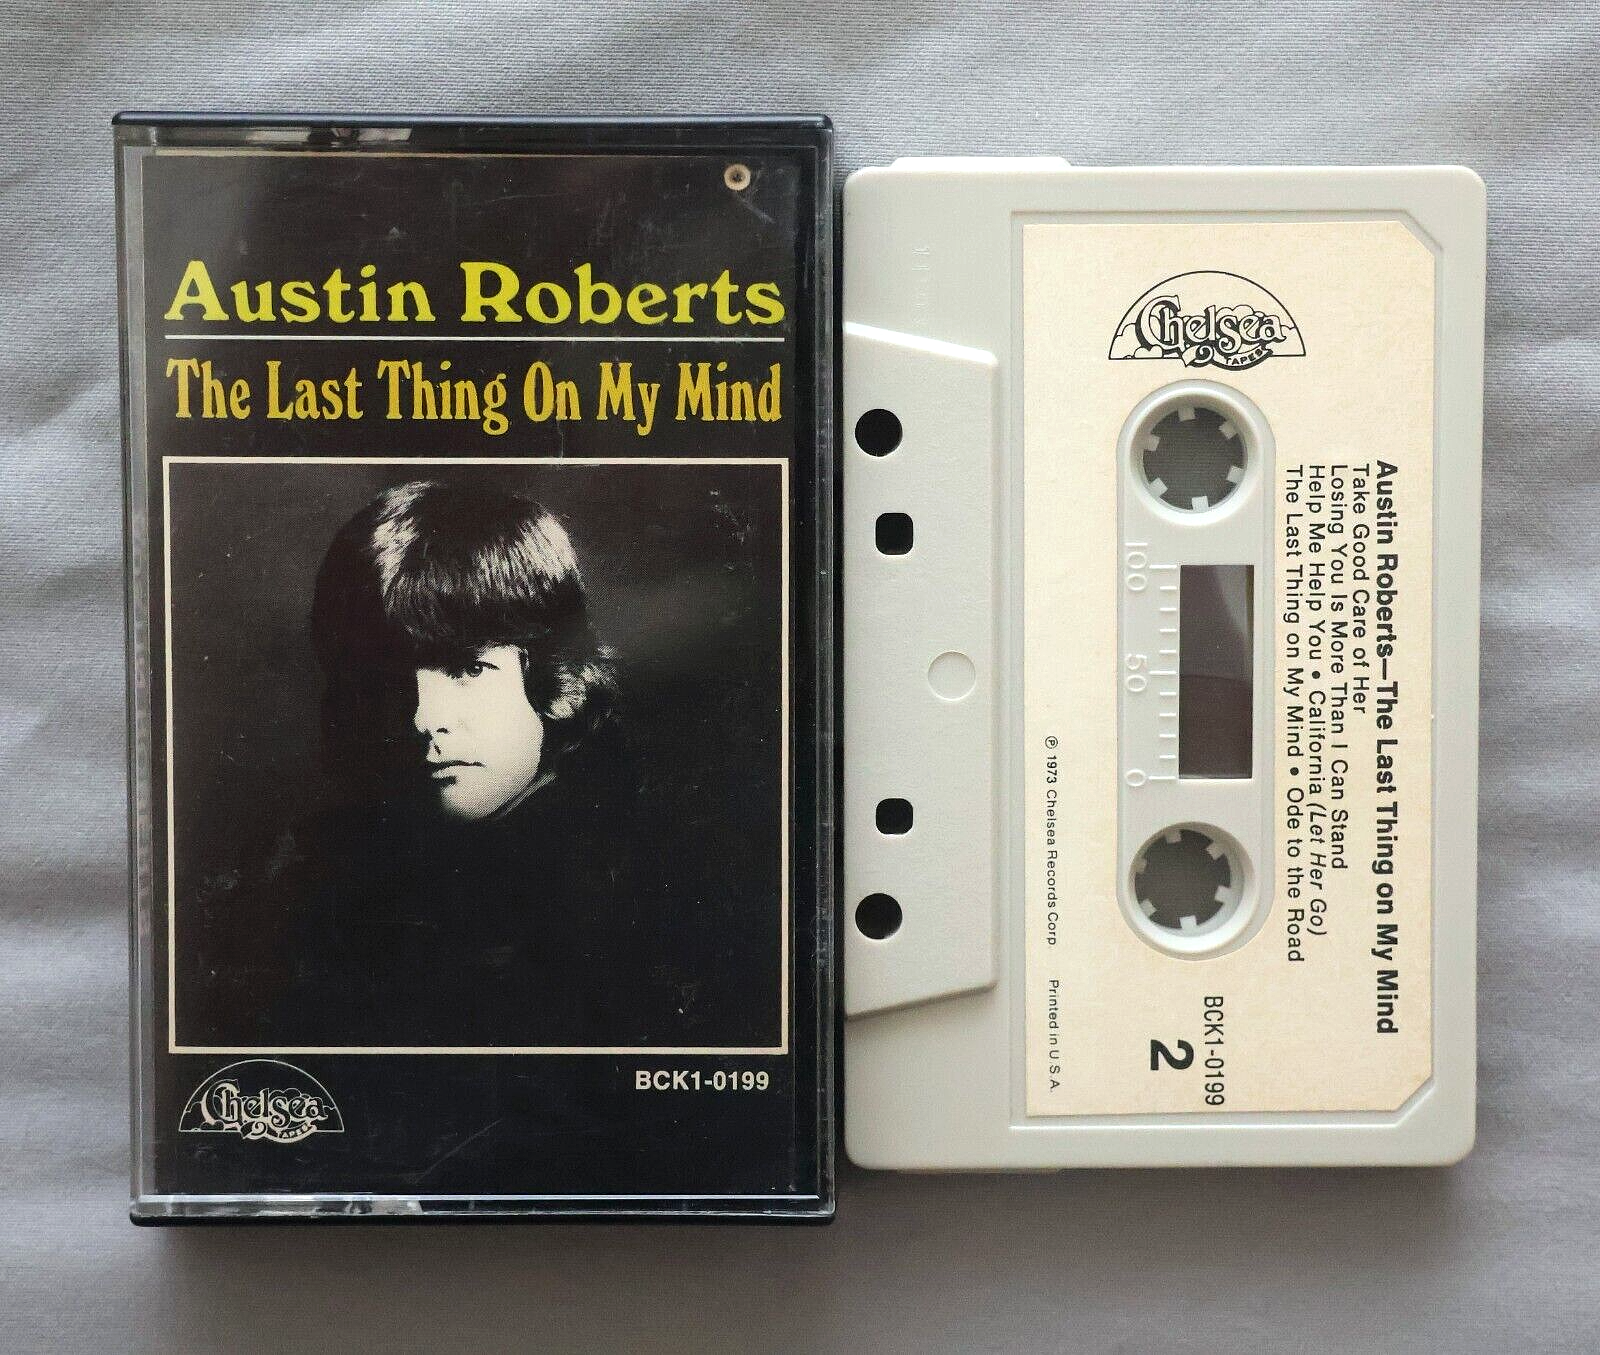 Austin Roberts
The Last Thing On My Mind
Chelsea
TAPES
BCK1-0199
Chelsea
TAPES
Austin Roberts—The Last Thing on My Mind
Take Good Care of Her
Losing You Is More Than I Can Stand
Help Me Help You • California (Let Her Go)
The Last Thing on My Mind • Ode to the Road
100 50 0
BCK1-0199
2
℗ 1973 Chelsea Records Corp. Printed in U.S.A.